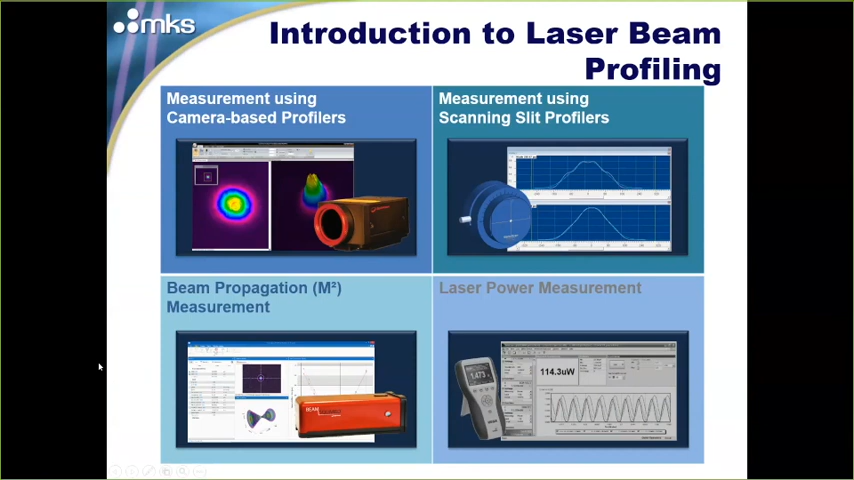 mks
Introduction to Laser Beam
Profiling
Measurement using
Camera-based Profilers
Measurement using
Scanning Slit Profilers
Beam Propagation (M²)
Measurement
Laser Power Measurement
BEAM
114.3uW